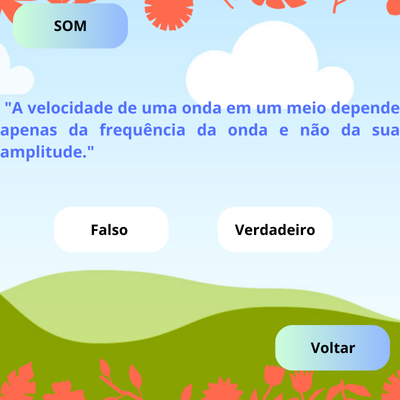 SOM
"A velocidade de uma onda em um meio depende
apenas da frequência da onda e não da sua
amplitude."
Falso
Verdadeiro
Voltar